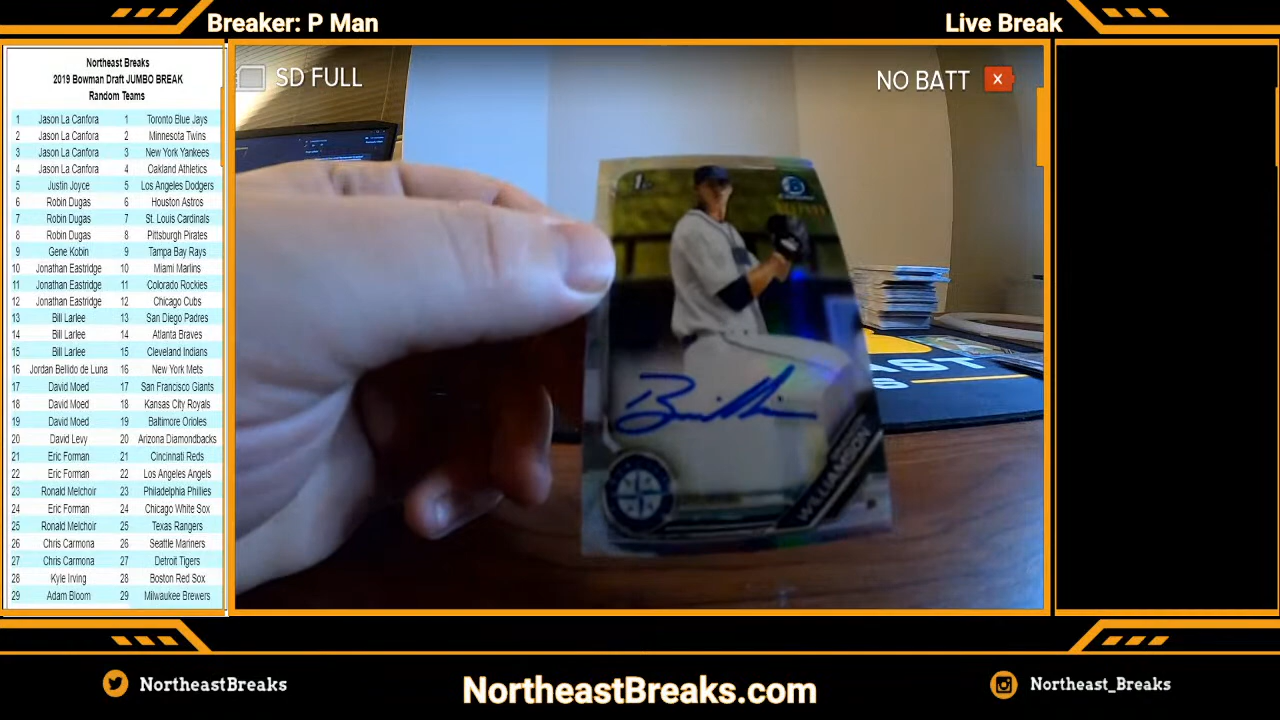 Breaker: P Man
Live Break
Northeast Breaks
2019 Bowman Draft JUMBO BREAK
Random Teams
1 Jason La Canfora 1 Toronto Blue Jays
2 Jason La Canfora 2 Minnesota Twins
3 Jason La Canfora 3 New York Yankees
4 Jason La Canfora 4 Oakland Athletics
5 Justin Joyce 5 Los Angeles Dodgers
6 Robin Dugas 6 Houston Astros
7 Robin Dugas 7 St. Louis Cardinals
8 Robin Dugas 8 Pittsburgh Pirates
9 Gene Kobin 9 Tampa Bay Rays
10 Jonathan Eastridge 10 Miami Marlins
11 Jonathan Eastridge 11 Colorado Rockies
12 Jonathan Eastridge 12 Chicago Cubs
13 Bill Larlee 13 San Diego Padres
14 Bill Larlee 14 Atlanta Braves
15 Bill Larlee 15 Cleveland Indians
16 Jordan Bellido de Luna 16 New York Mets
17 David Moed 17 San Francisco Giants
18 David Moed 18 Kansas City Royals
19 David Moed 19 Baltimore Orioles
20 David Levy 20 Arizona Diamondbacks
21 Eric Forman 21 Cincinnati Reds
22 Eric Forman 22 Los Angeles Angels
23 Ronald Melchoir 23 Philadelphia Phillies
24 Eric Forman 24 Chicago White Sox
25 Ronald Melchoir 25 Texas Rangers
26 Chris Carmona 26 Seattle Mariners
27 Chris Carmona 27 Detroit Tigers
28 Kyle Irving 28 Boston Red Sox
29 Adam Bloom 29 Milwaukee Brewers
SD FULL
NO BATT
1st
WILLIAMSON
NortheastBreaks
NortheastBreaks.com
Northeast_Breaks